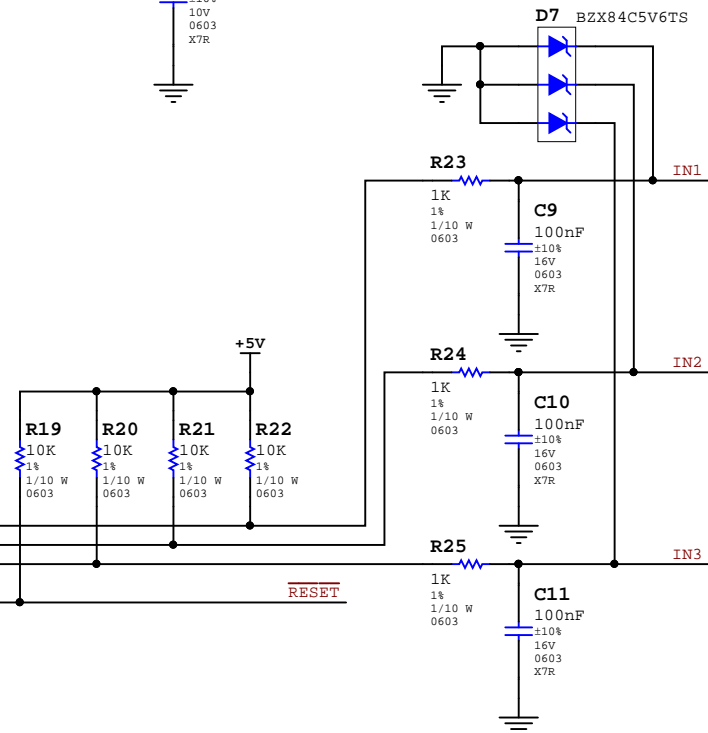 10V
0603
X7R
D7 BZX84C5V6TS
R23
1K
1%
1/10 W
0603
IN1
C9
100nF
±10%
16V
0603
X7R
+5V
R24
1K
1%
1/10 W
0603
IN2
C10
100nF
±10%
16V
0603
X7R
R19
10K
1%
1/10 W
0603
R20
10K
1%
1/10 W
0603
R21
10K
1%
1/10 W
0603
R22
10K
1%
1/10 W
0603
R25
1K
1%
1/10 W
0603
IN3
RESET
C11
100nF
±10%
16V
0603
X7R